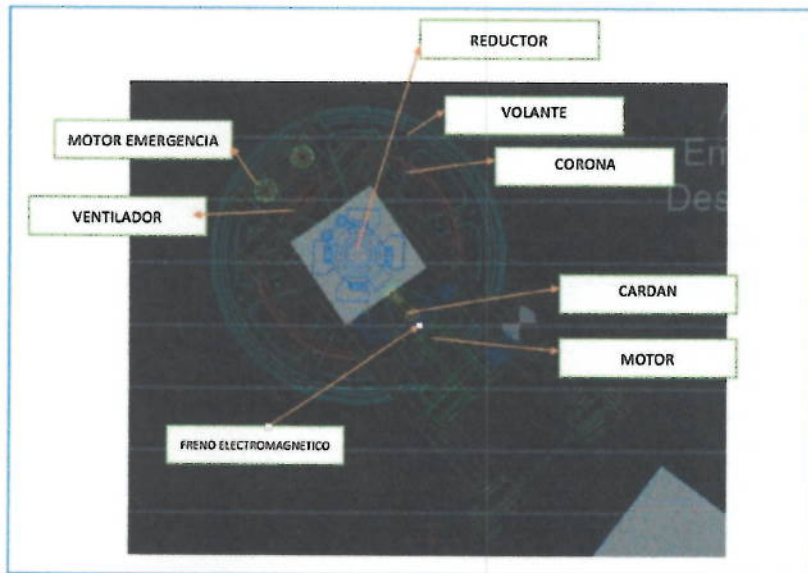 REDUCTOR
VOLANTE
MOTOR EMERGENCIA
CORONA
VENTILADOR
CARDAN
MOTOR
FRENO ELECTROMAGNETICO